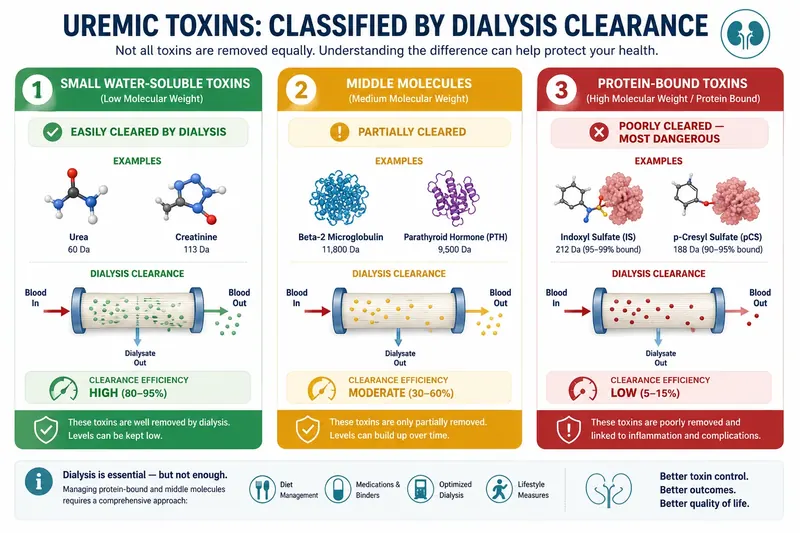 UREMIC TOXINS: CLASSIFIED BY DIALYSIS CLEARANCE
Not all toxins are removed equally. Understanding the difference can help protect your health.
1
SMALL WATER-SOLUBLE TOXINS
(Low Molecular Weight)
EASILY CLEARED BY DIALYSIS
EXAMPLES
Urea
60 Da
Creatinine
113 Da
DIALYSIS CLEARANCE
Blood
In
Blood
Out
Dialysate
Out
CLEARANCE EFFICIENCY
HIGH (80–95%)
These toxins are well removed by dialysis.
Levels can be kept low.
2
MIDDLE MOLECULES
(Medium Molecular Weight)
PARTIALLY CLEARED
EXAMPLES
Beta-2 Microglobulin
11,800 Da
Parathyroid Hormone (PTH)
9,500 Da
DIALYSIS CLEARANCE
Blood
In
Blood
Out
Dialysate
Out
CLEARANCE EFFICIENCY
MODERATE (30–60%)
These toxins are only partially removed.
Levels can build up over time.
3
PROTEIN-BOUND TOXINS
(High Molecular Weight / Protein Bound)
POORLY CLEARED —
MOST DANGEROUS
EXAMPLES
Indoxyl Sulfate (IS)
212 Da (95–99% bound)
p-Cresyl Sulfate (pCS)
188 Da (90–95% bound)
DIALYSIS CLEARANCE
Blood
In
Blood
Out
Dialysate
Out
CLEARANCE EFFICIENCY
LOW (5–15%)
These toxins are poorly removed and
linked to inflammation and complications.
Dialysis is essential — but not enough.
Managing protein-bound and middle molecules
requires a comprehensive approach:
Diet
Management
Medications &
Binders
Optimized
Dialysis
Lifestyle
Measures
Better toxin control.
Better outcomes.
Better quality of life.